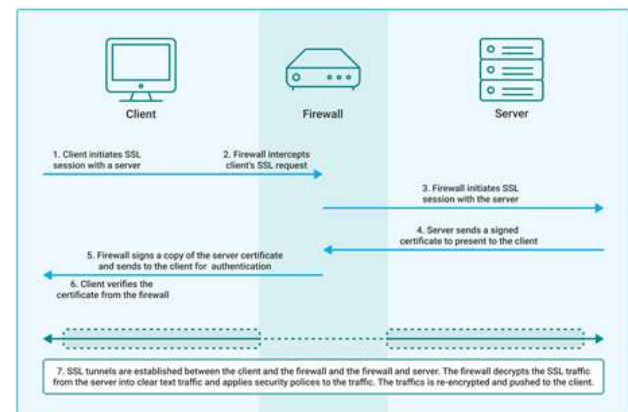 Client
Firewall
Server
1. Client initiates SSL
session with a server
2. Firewall intercepts
client's SSL request
3. Firewall initiates SSL
session with the server
4. Server sends a signed
certificate to present to the client
5. Firewall signs a copy of the server certificate
and sends to the client for authentication
6. Client verifies the
certificate from the firewall
7. SSL tunnels are established between the client and the firewall and the firewall and server. The firewall decrypts the SSL traffic
from the server into clear text traffic and applies security polices to the traffic. The traffics is re-encrypted and pushed to the client.